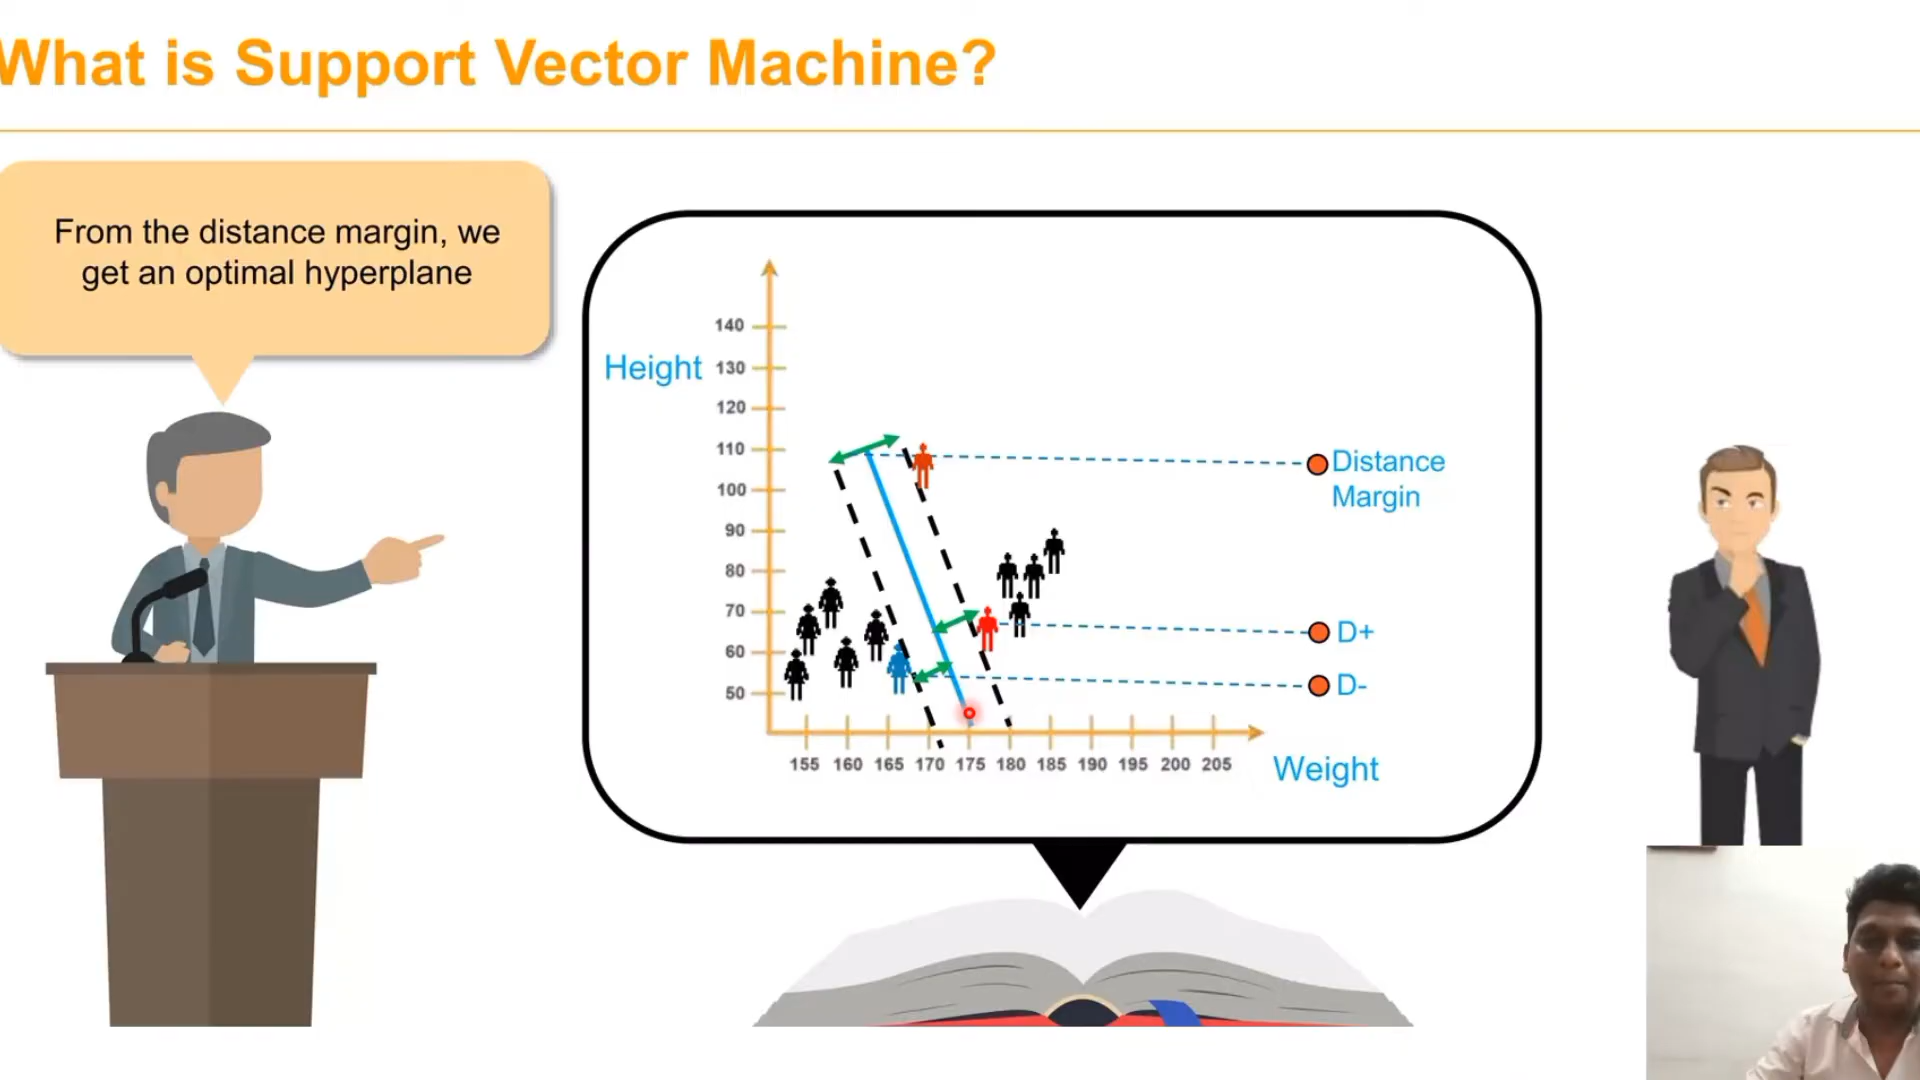 What is Support Vector Machine?
From the distance margin, we
get an optimal hyperplane
140
Height 130
120
110
100
90
80
70
60
50
Distance
Margin
D+
D-
155 160 165 170 175 180 185 190 195 200 205
Weight